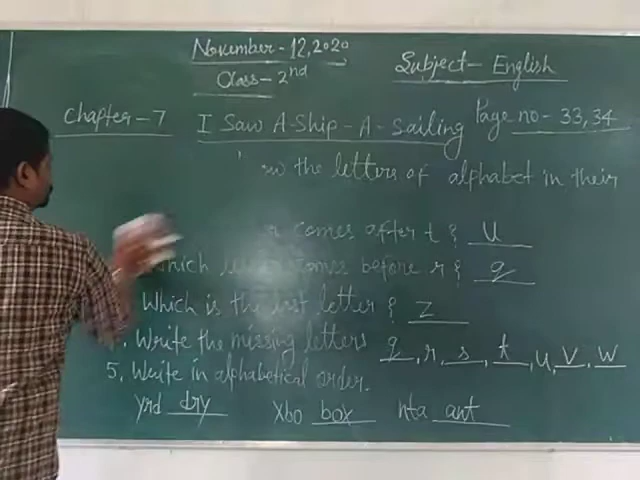 November - 12, 2020
Class - 2nd
Subject - English
Chapter - 7
I Saw A - Ship - A - Sailing
Page no - 33, 34
the letters of alphabet in their
comes after t ? u
comes before r ? q
Which is the last letter ? z
Write the missing letters q, r, s, t, u, v, w
5. Write in alphabetical order.
yrd dry xbo box nta ant